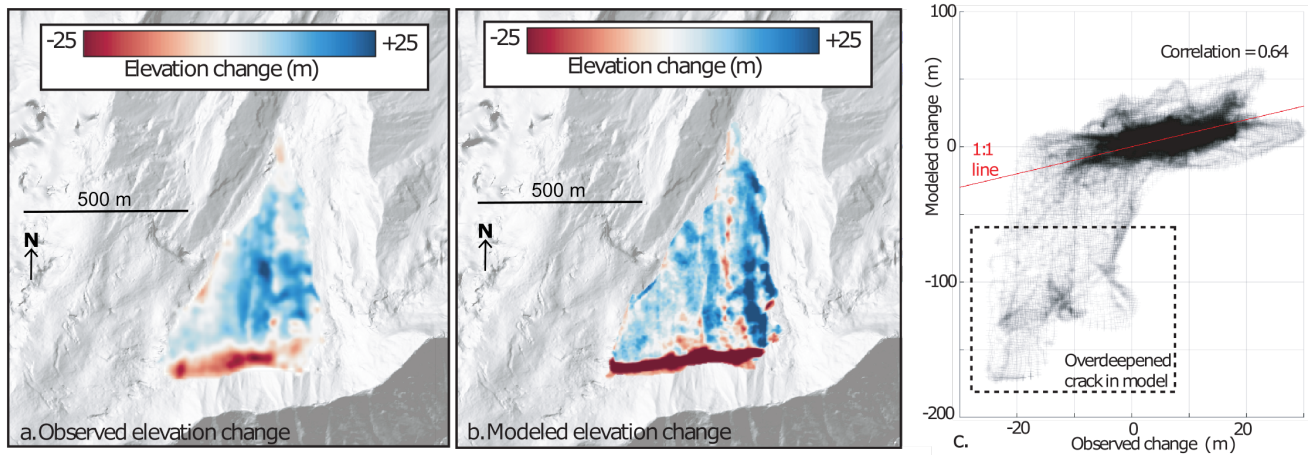 -25 +25
Elevation change (m)
500 m
N
a. Observed elevation change
-25 +25
Elevation change (m)
500 m
N
b. Modeled elevation change
100
0
-100
-200
Modeled change (m)
Correlation = 0.64
1:1
line
Overdeepened
crack in model
-20 0 20
Observed change (m)
C.